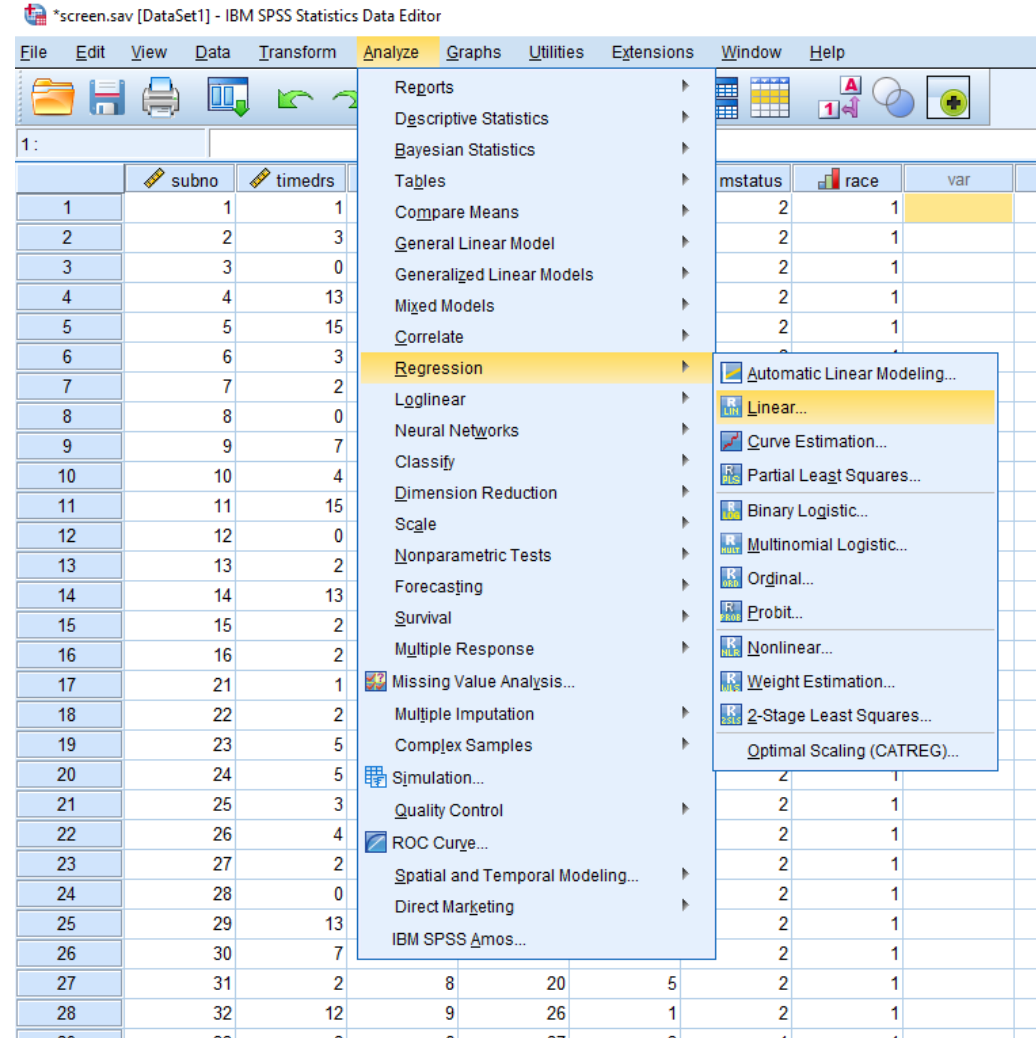 *screen.sav [DataSet1] - IBM SPSS Statistics Data Editor
File Edit View Data Transform Analyze Graphs Utilities Extensions Window Help
A
1
1 :
subno timedrs mstatus race var
1 1 1 2 1
2 2 3 2 1
3 3 0 2 1
4 4 13 2 1
5 5 15 2 1
6 6 3
7 7 2
8 8 0
9 9 7
10 10 4
11 11 15
12 12 0
13 13 2
14 14 13
15 15 2
16 16 2
17 21 1
18 22 2
19 23 5
20 24 5 2 1
21 25 3 2 1
22 26 4 2 1
23 27 2 2 1
24 28 0 2 1
25 29 13 2 1
26 30 7 2 1
27 31 2 8 20 5 2 1
28 32 12 9 26 1 2 1
Reports
Descriptive Statistics
Bayesian Statistics
Tables
Compare Means
General Linear Model
Generalized Linear Models
Mixed Models
Correlate
Regression
Loglinear
Neural Networks
Classify
Dimension Reduction
Scale
Nonparametric Tests
Forecasting
Survival
Multiple Response
Missing Value Analysis...
Multiple Imputation
Complex Samples
Simulation...
Quality Control
ROC Curve...
Spatial and Temporal Modeling...
Direct Marketing
IBM SPSS Amos...
Automatic Linear Modeling...
Linear...
Curve Estimation...
Partial Least Squares...
Binary Logistic...
Multinomial Logistic...
Ordinal...
Probit...
Nonlinear...
Weight Estimation...
2-Stage Least Squares...
Optimal Scaling (CATREG)...